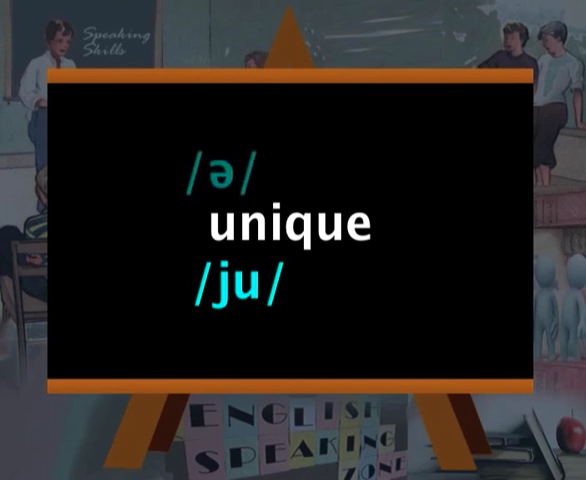 Speaking
Skills
/ə/
unique
/ju/
ENGLISH
SPEAKING
ZONE